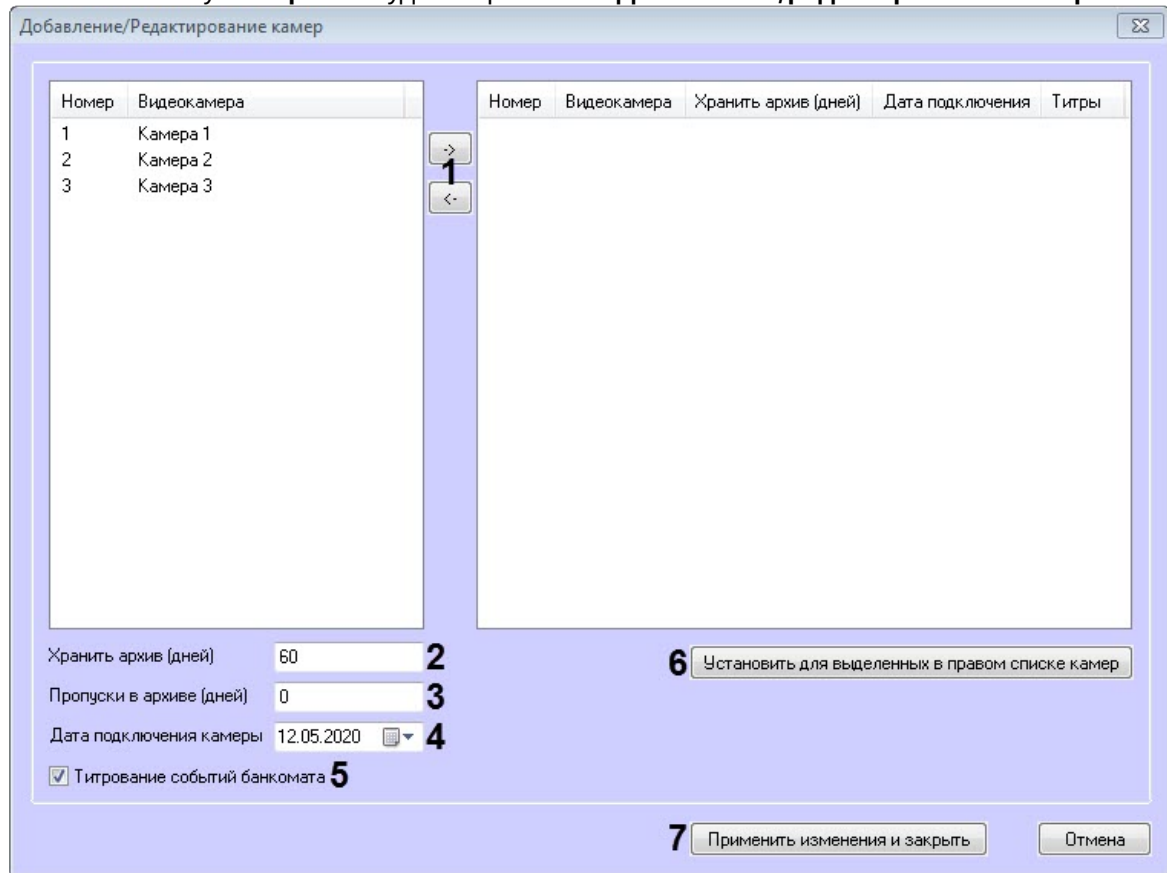 Добавление/Редактирование камер
Номер Видеокамера
1 Камера 1
2 Камера 2
3 Камера 3
->
1
<-
Номер Видеокамера Хранить архив (дней) Дата подключения Титры
Хранить архив (дней) 60 2
Пропуски в архиве (дней) 0 3
Дата подключения камеры 12.05.2020 4
Титрование событий банкомата 5
6 Установить для выделенных в правом списке камер
7 Применить изменения и закрыть Отмена